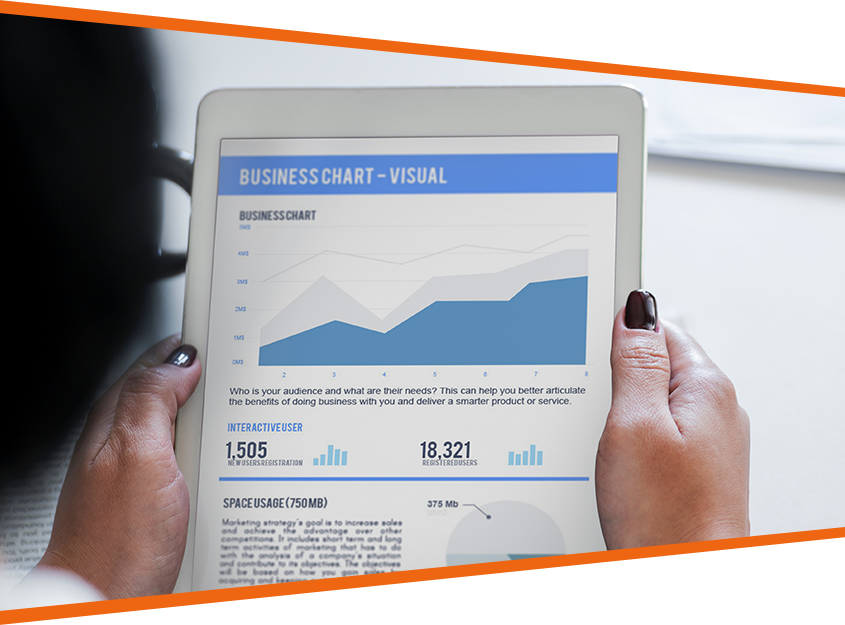 BUSINESS CHART – VISUAL
BUSINESS CHART
5M$
4M$
3M$
2M$
1M$
0M$
2 3 4 5 6 7 8
Who is your audience and what are their needs? This can help you better articulate
the benefits of doing business with you and deliver a smarter product or service.
INTERACTIVE USER
1,505 18,321
NEW USERS REGISTRATION REGISTERED USERS
SPACE USAGE (750 MB)
375 Mb
Marketing strategy's goal is to increase sales
and achieve the advantage over other
competitions. It includes short term and long
term activities of marketing that has to do
with the analysis of a company's situation
and contribute to its objectives. The objectives
will be based on how you gain sales by
acquiring and